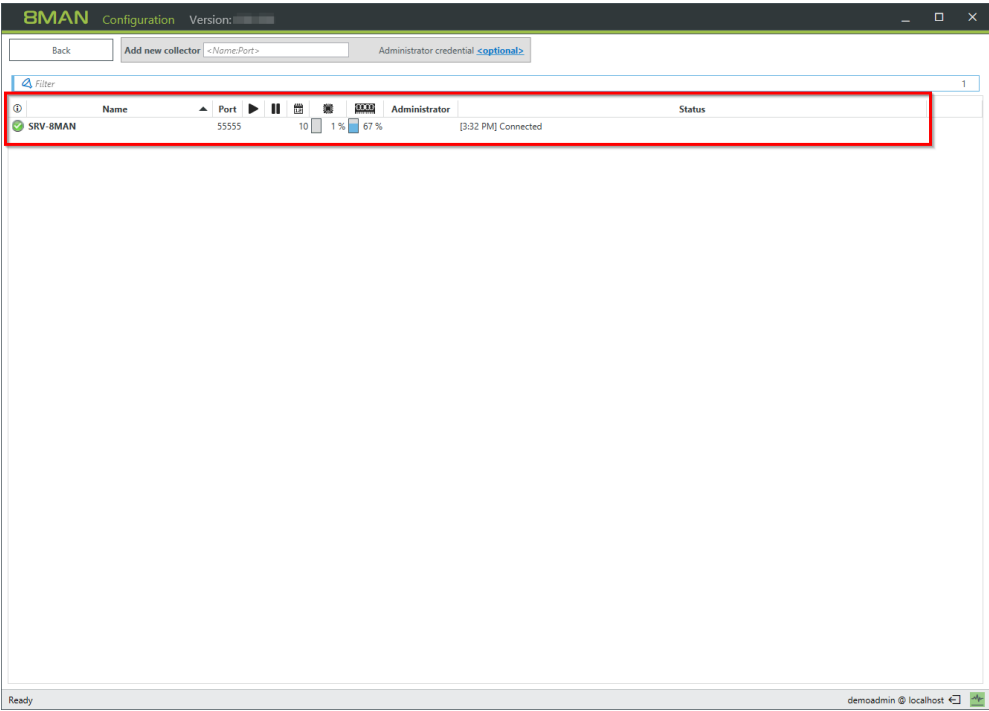 8MAN Configuration Version:
Back Add new collector <Name:Port> Administrator credential <optional>
Filter 1
Name Port Administrator Status
SRV-8MAN 55555 10 1 % 67 % [3:32 PM] Connected
Ready demoadmin @ localhost